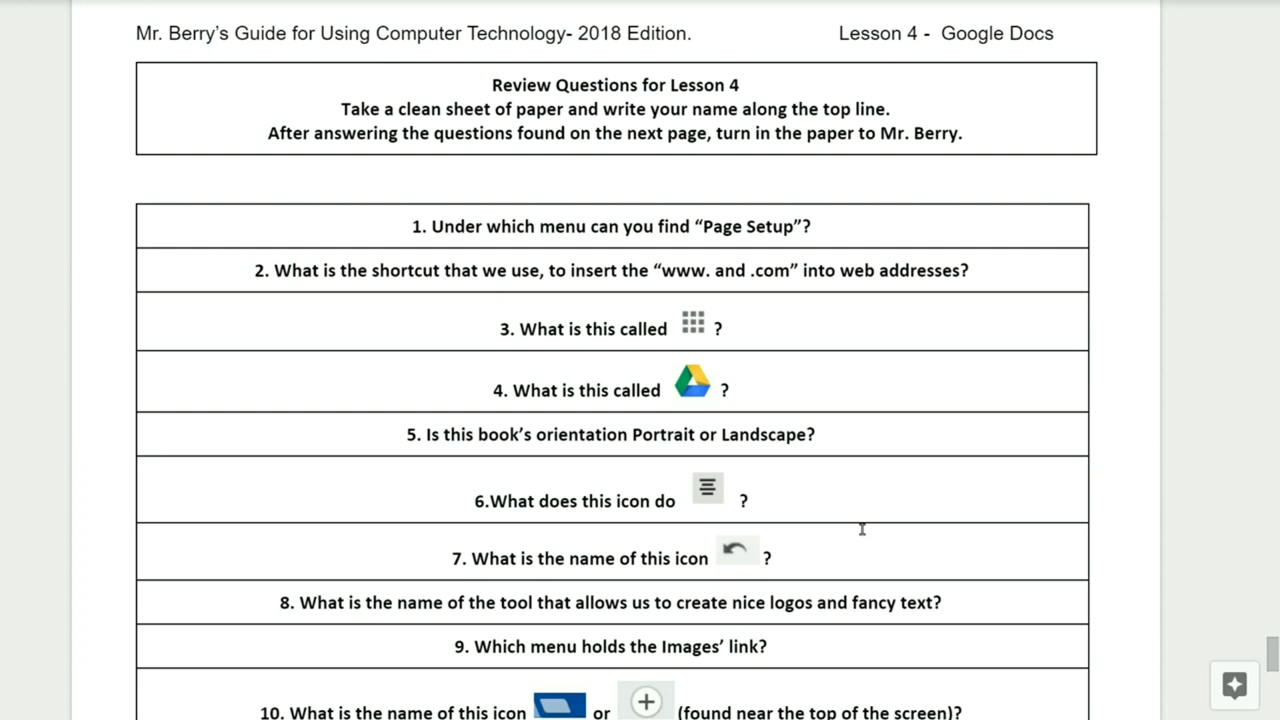 Mr. Berry’s Guide for Using Computer Technology- 2018 Edition. Lesson 4 - Google Docs
Review Questions for Lesson 4
Take a clean sheet of paper and write your name along the top line.
After answering the questions found on the next page, turn in the paper to Mr. Berry.
1. Under which menu can you find “Page Setup”?
2. What is the shortcut that we use, to insert the “www. and .com” into web addresses?
3. What is this called ?
4. What is this called ?
5. Is this book’s orientation Portrait or Landscape?
6.What does this icon do ?
7. What is the name of this icon ?
8. What is the name of the tool that allows us to create nice logos and fancy text?
9. Which menu holds the Images’ link?
10. What is the name of this icon or (found near the top of the screen)?